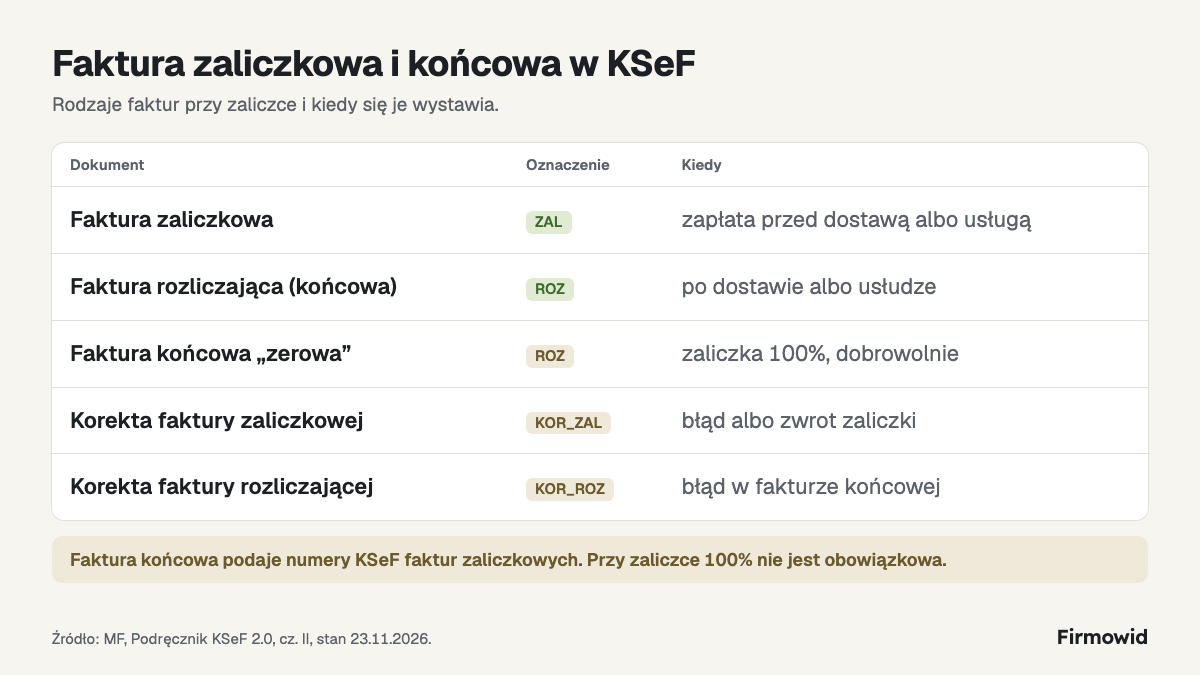 Faktura zaliczkowa i końcowa w KSeF
Rodzaje faktur przy zaliczce i kiedy się je wystawia.
Dokument Oznaczenie Kiedy
Faktura zaliczkowa ZAL zapłata przed dostawą albo usługą
Faktura rozliczająca (końcowa) ROZ po dostawie albo usłudze
Faktura końcowa „zerowa” ROZ zaliczka 100%, dobrowolnie
Korekta faktury zaliczkowej KOR_ZAL błąd albo zwrot zaliczki
Korekta faktury rozliczającej KOR_ROZ błąd w fakturze końcowej
Faktura końcowa podaje numery KSeF faktur zaliczkowych. Przy zaliczce 100% nie jest obowiązkowa.
Źródło: MF, Podręcznik KSeF 2.0, cz. II, stan 23.11.2026.
Firmowid